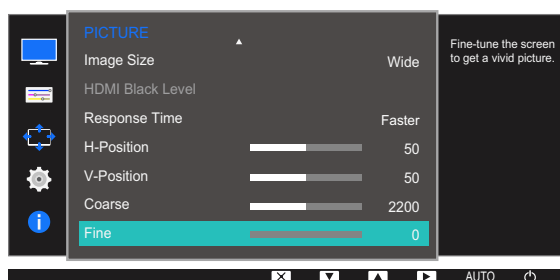 PICTURE
Image Size Wide
HDMI Black Level
Response Time Faster
H-Position 50
V-Position 50
Coarse 2200
Fine 0
Fine-tune the screen
to get a vivid picture.
AUTO